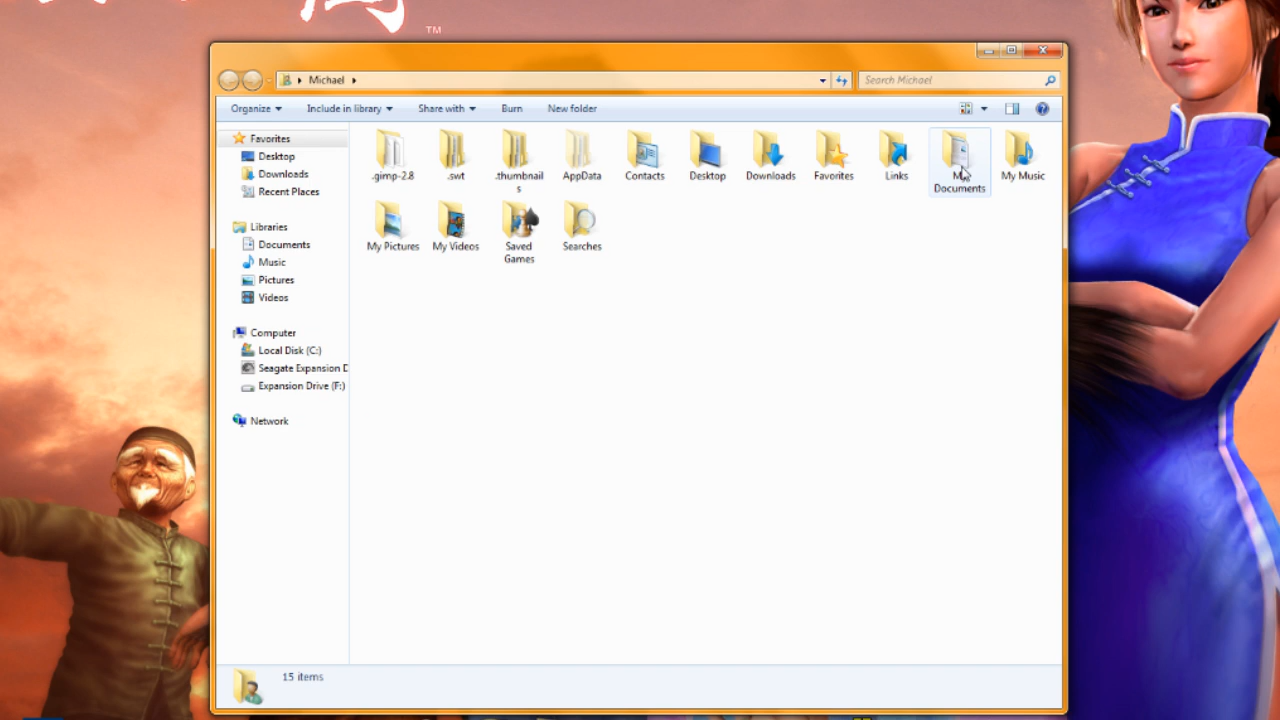 TM
Michael
Search Michael
Organize
Include in library
Share with
Burn
New folder
Favorites
Desktop
Downloads
Recent Places
Libraries
Documents
Music
Pictures
Videos
Computer
Local Disk (C:)
Seagate Expansion D
Expansion Drive (F:)
Network
.gimp-2.8
.swt
.thumbnail
s
AppData
Contacts
Desktop
Downloads
Favorites
Links
My
Documents
My Music
My Pictures
My Videos
Saved
Games
Searches
15 items